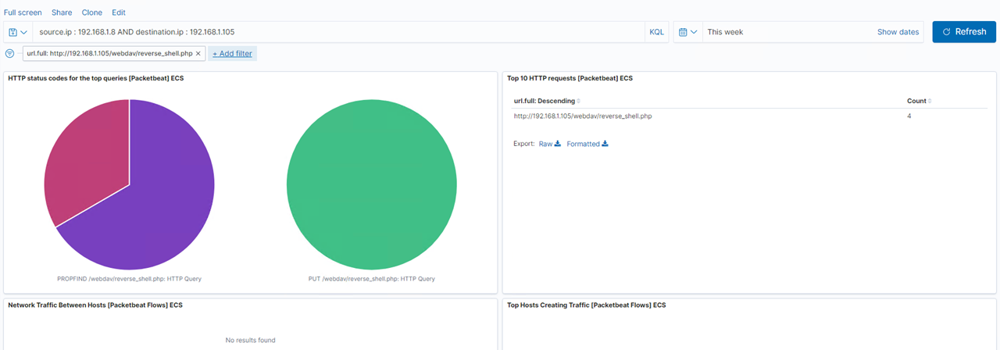 Full screen Share Clone Edit
source.ip : 192.168.1.8 AND destination.ip : 192.168.1.105 KQL This week Show dates Refresh
url.full: http://192.168.1.105/webdav/reverse_shell.php × + Add filter
HTTP status codes for the top queries [Packetbeat] ECS
PROPFIND /webdav/reverse_shell.php: HTTP Query
PUT /webdav/reverse_shell.php: HTTP Query
Top 10 HTTP requests [Packetbeat] ECS
url.full: Descending Count
http://192.168.1.105/webdav/reverse_shell.php 4
Export: Raw Formatted
Network Traffic Between Hosts [Packetbeat Flows] ECS
No results found
Top Hosts Creating Traffic [Packetbeat Flows] ECS